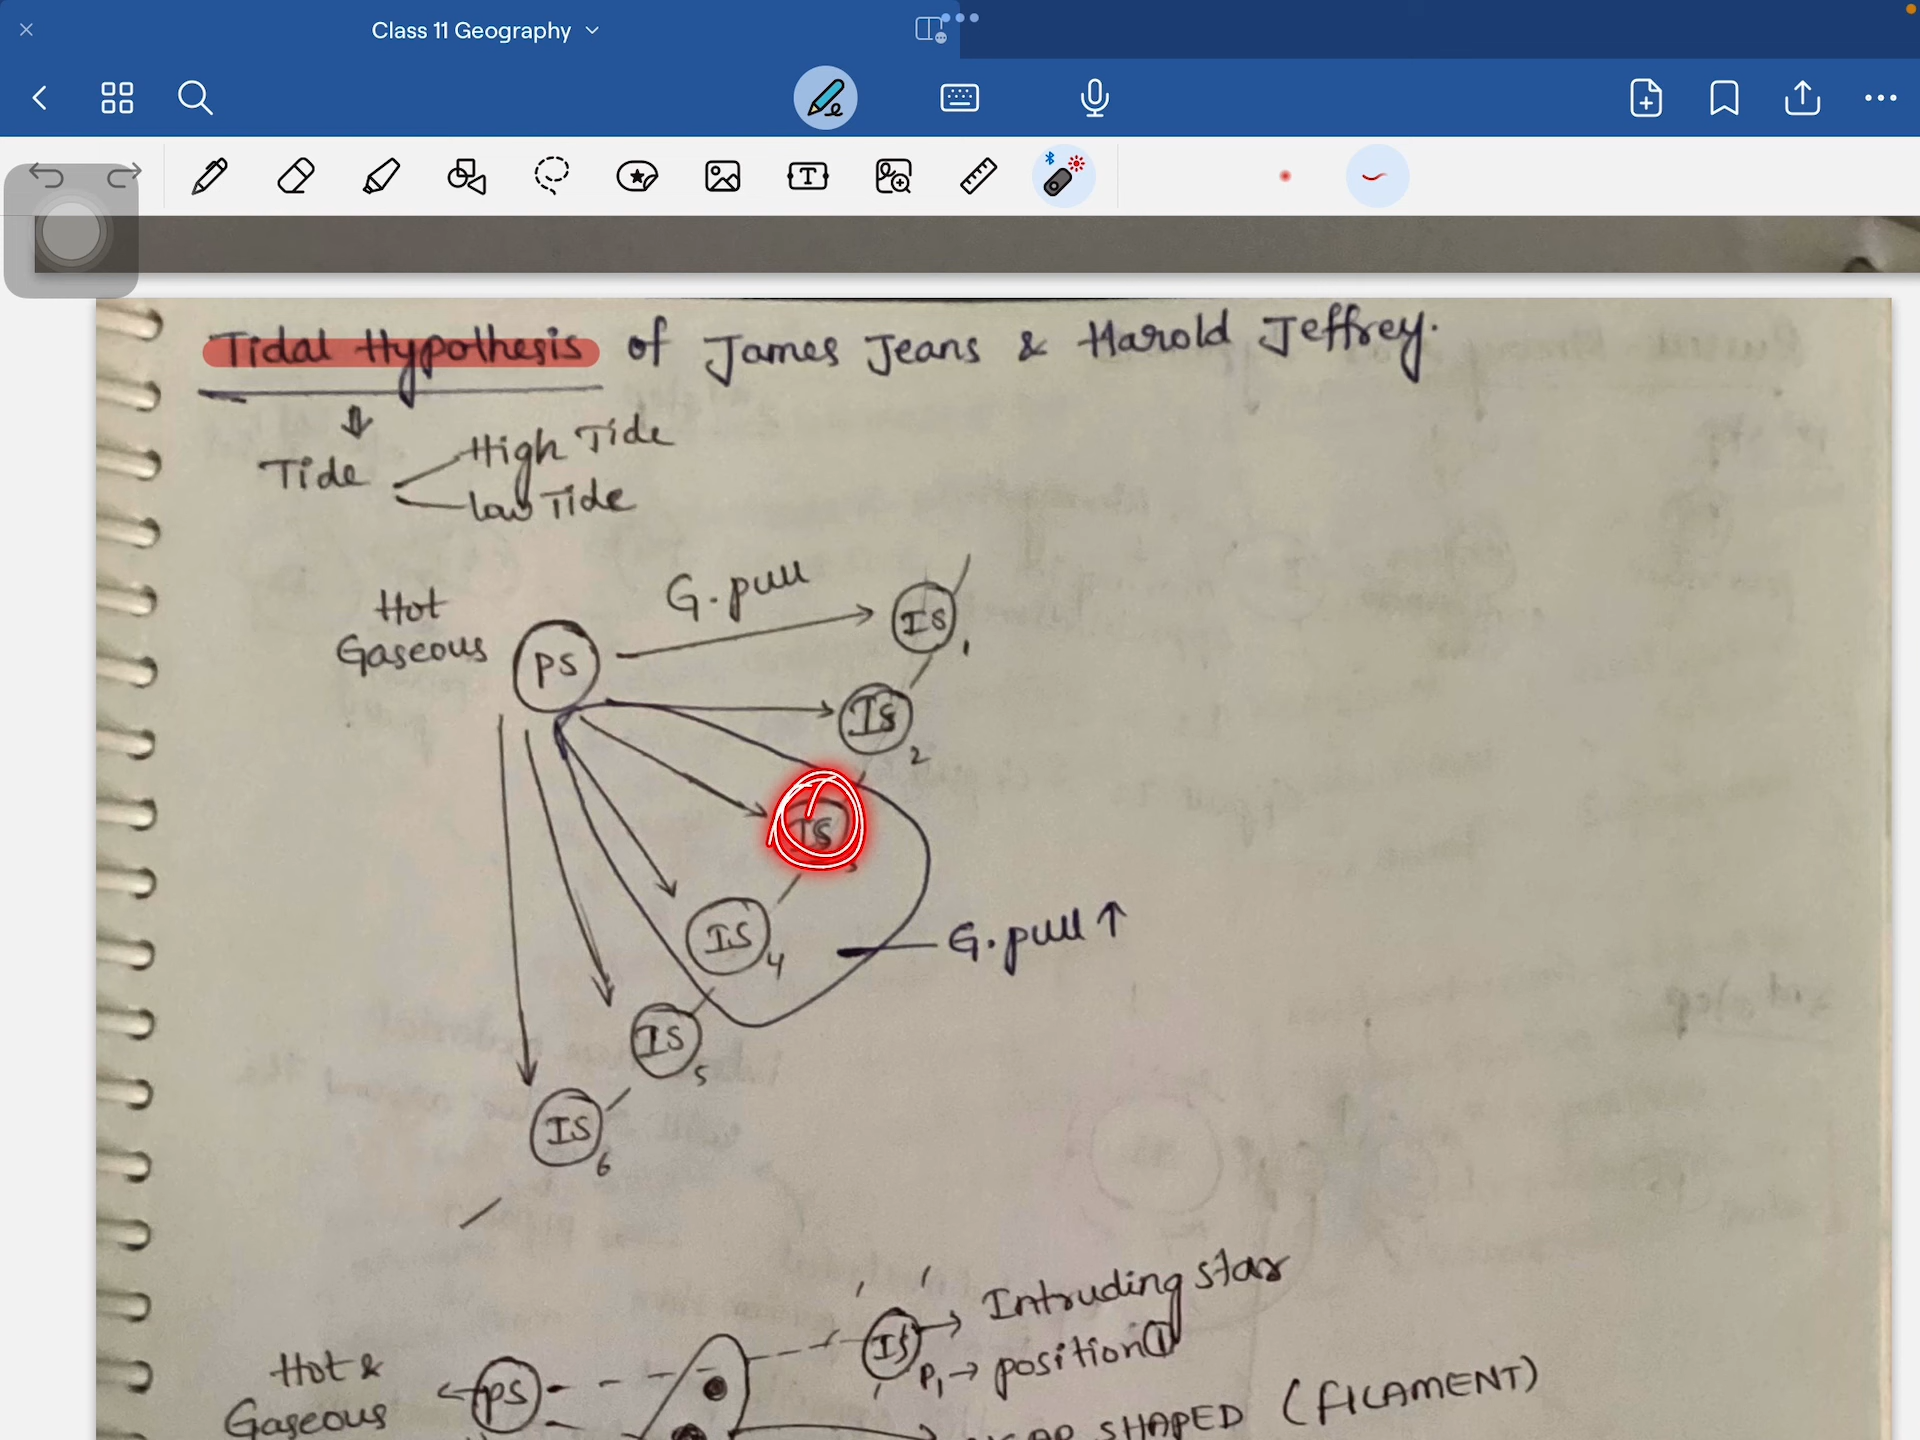 Class 11 Geography
Tidal Hypothesis of James Jeans & Harold Jeffrey.
Tide
High Tide
low Tide
Hot
Gaseous
PS
G. pull
IS 1
IS 2
IS
IS 4
G. pull ↑
IS 5
IS 6
IS → Intruding star
P1 → position ①
Hot &
Gaseous
PS
SHAPED (FILAMENT)